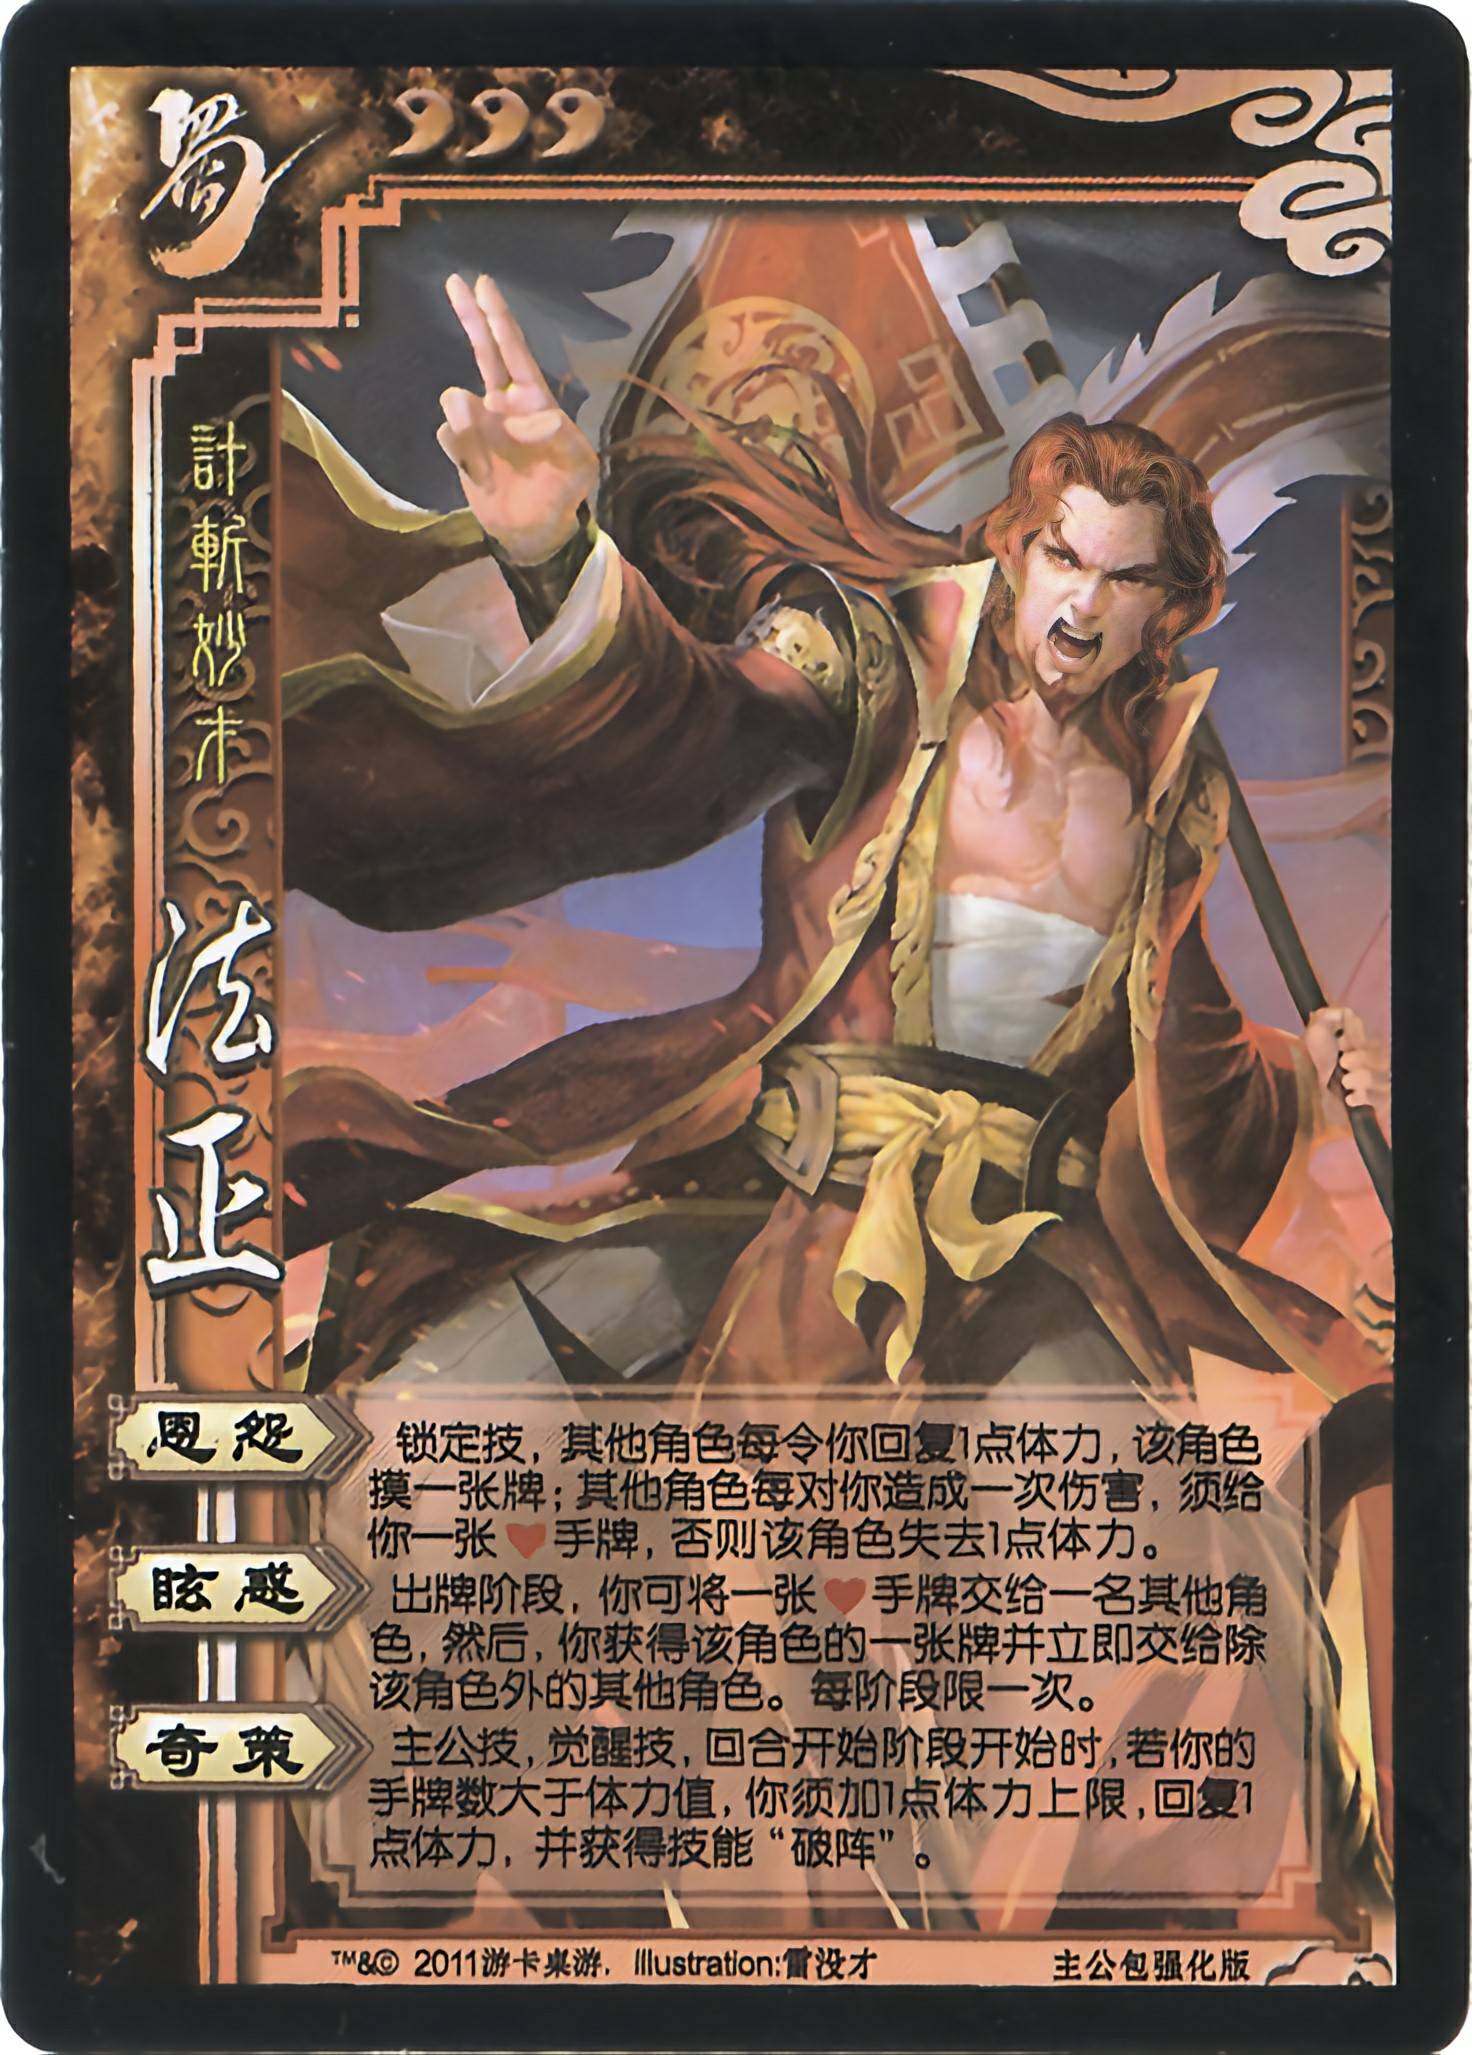 蜀
計斬妙才
法正
恩怨
锁定技，其他角色每令你回复1点体力，该角色
摸一张牌；其他角色每对你造成一次伤害，须给
你一张♥手牌，否则该角色失去1点体力。
眩惑
出牌阶段，你可将一张♥手牌交给一名其他角
色，然后，你获得该角色的一张牌并立即交给除
该角色外的其他角色。每阶段限一次。
奇策
主公技，觉醒技，回合开始阶段开始时，若你的
手牌数大于体力值，你须加1点体力上限，回复1
点体力，并获得技能“破阵”。
™&© 2011游卡桌游. Illustration:雷没才
主公包强化版